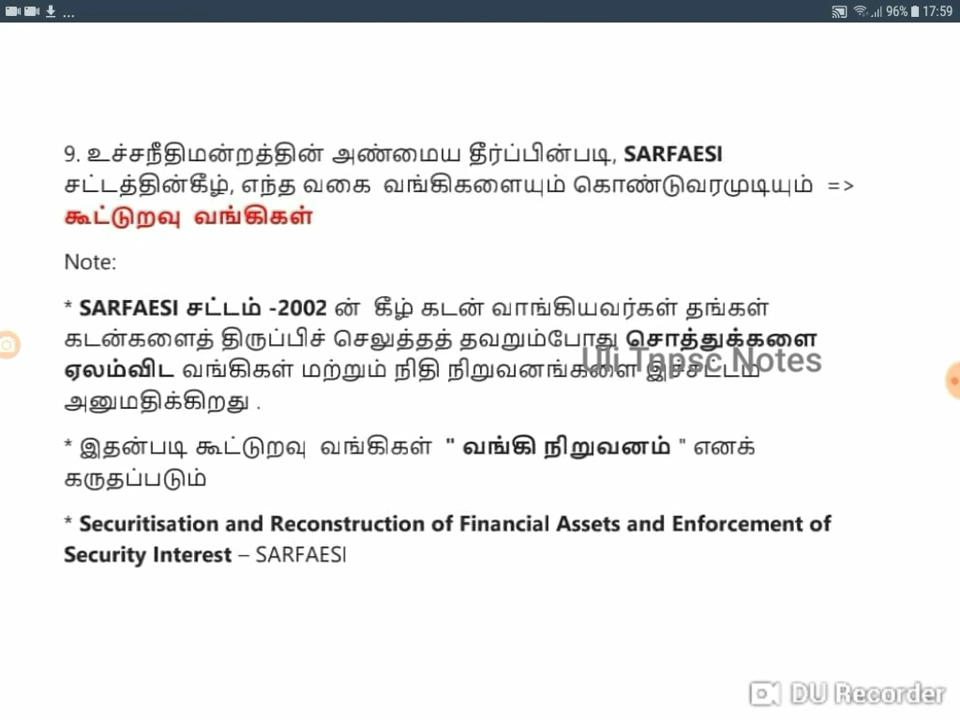 ... 96% 17:59
9. உச்சநீதிமன்றத்தின் அண்மைய தீர்ப்பின்படி, SARFAESI
சட்டத்தின்கீழ், எந்த வகை வங்கிகளையும் கொண்டுவரமுடியும் =>
கூட்டுறவு வங்கிகள்
Note:
* SARFAESI சட்டம் -2002 ன் கீழ் கடன் வாங்கியவர்கள் தங்கள்
கடன்களைத் திருப்பிச் செலுத்தத் தவறும்போது சொத்துக்களை
ஏலம்விட வங்கிகள் மற்றும் நிதி நிறுவனங்களை இச்சட்டம்
Tnpsc Notes
அனுமதிக்கிறது .
* இதன்படி கூட்டுறவு வங்கிகள் " வங்கி நிறுவனம் " எனக்
கருதப்படும்
* Securitisation and Reconstruction of Financial Assets and Enforcement of
Security Interest – SARFAESI
DU Recorder